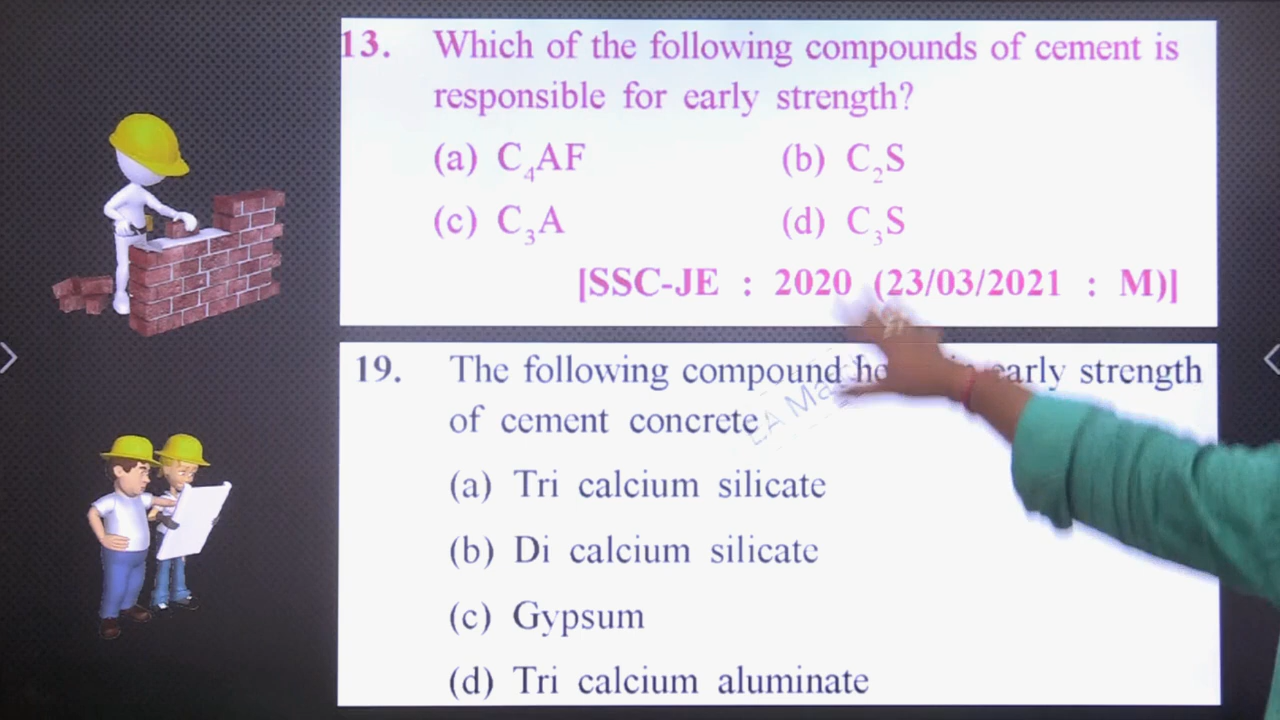 13. Which of the following compounds of cement is
responsible for early strength?
(a) C₄AF (b) C₂S
(c) C₃A (d) C₃S
[SSC-JE : 2020 (23/03/2021 : M)]
19. The following compound early strength
of cement concrete
(a) Tri calcium silicate
(b) Di calcium silicate
(c) Gypsum
(d) Tri calcium aluminate